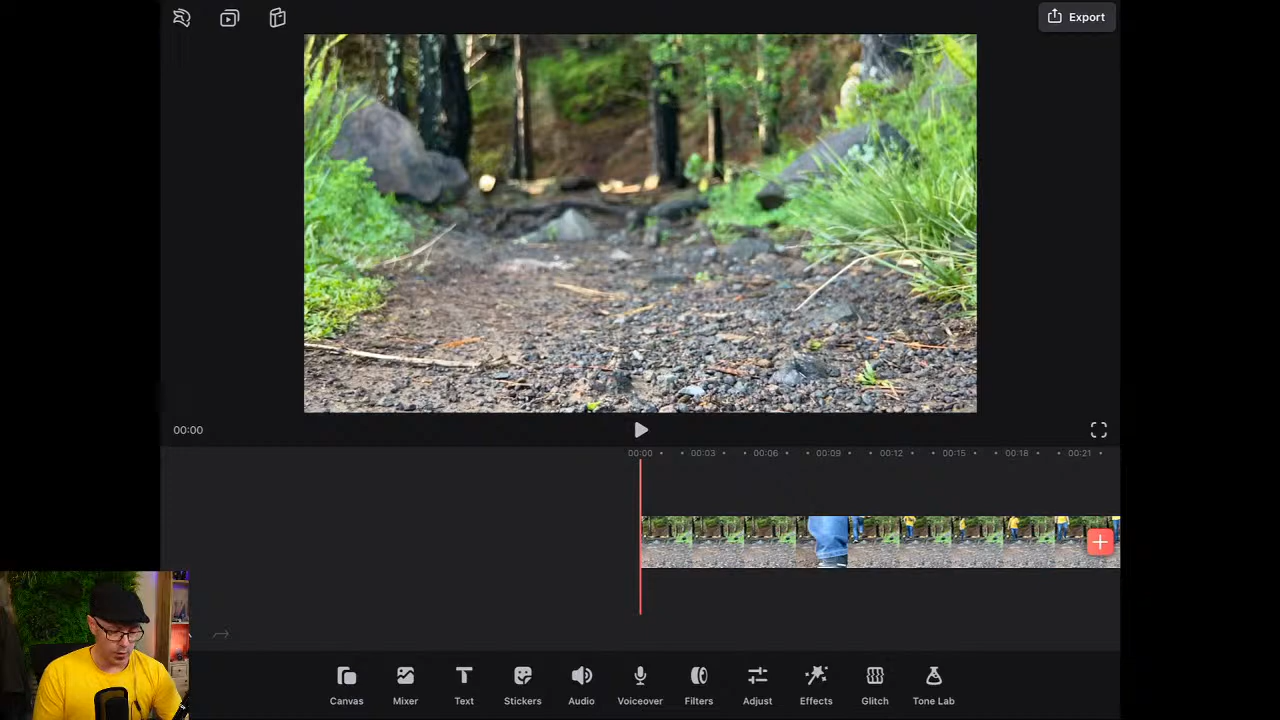 Export
00:00
00:00 00:03 00:06 00:09 00:12 00:15 00:18 00:21
Canvas Mixer Text Stickers Audio Voiceover Filters Adjust Effects Glitch Tone Lab